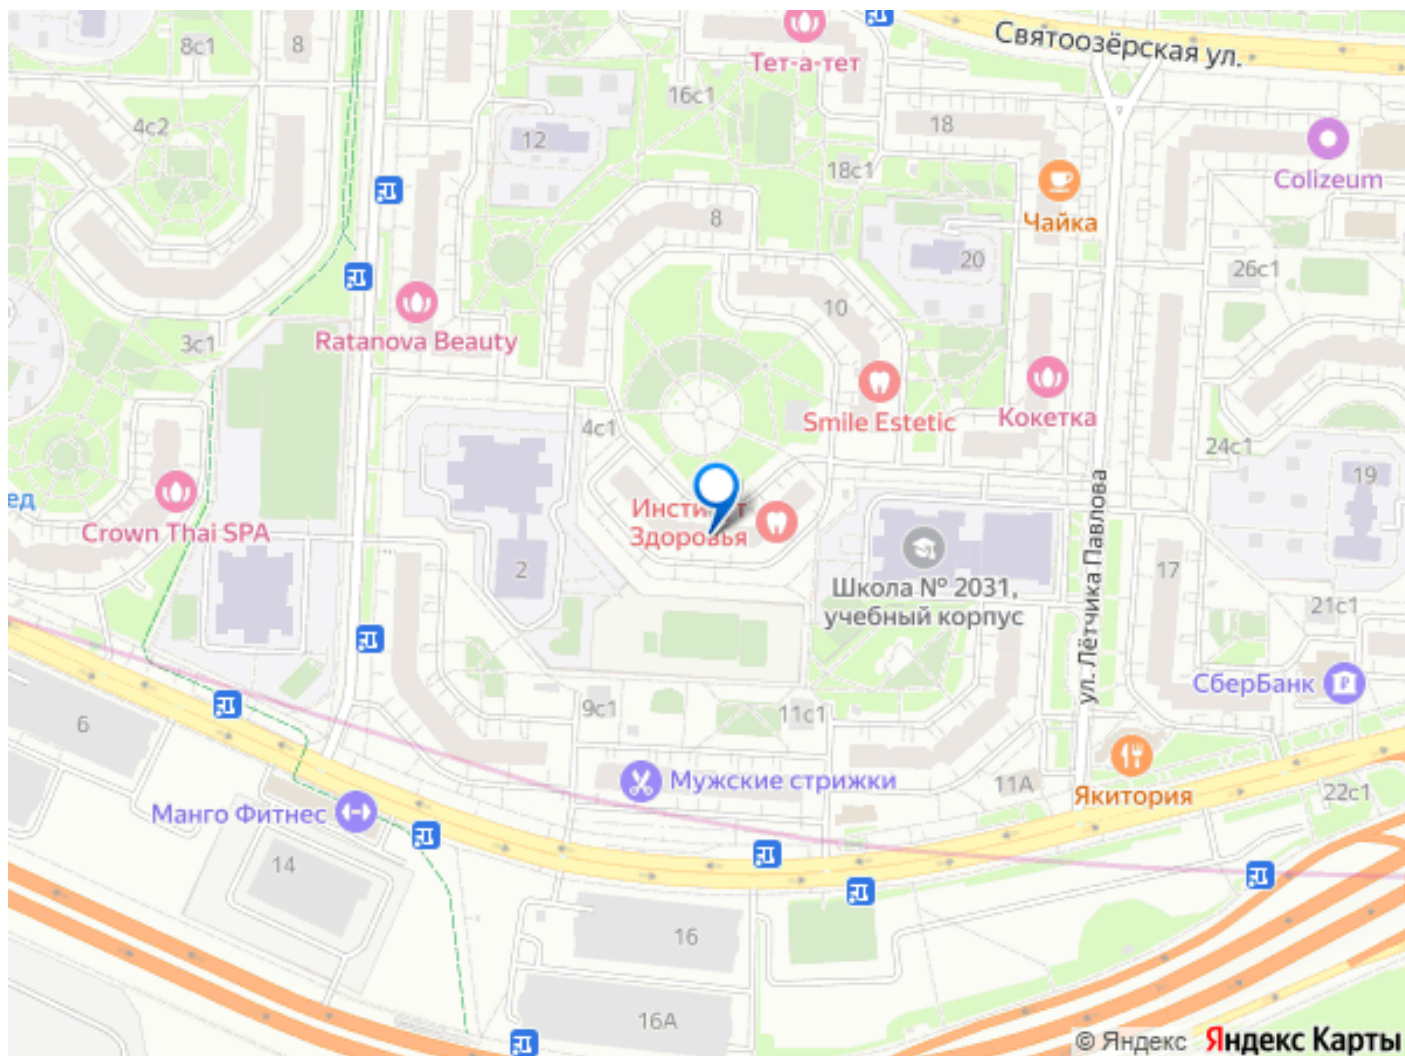 Святоозёрская ул.
Тет-а-тет
8с1
8
16с1
4с2
12
18
18с1
Colizeum
Чайка
8
20
26с1
10
Ratanova Beauty
3с1
Smile Estetic
Кокетка
4с1
24с1
19
ед
Crown Thai SPA
Здоровья
2
Школа № 2031,
учебный корпус
ул. Лётчика Павлова
17
21с1
СберБанк
9с1
11с1
6
Мужские стрижки
11А
Якитория
22с1
Манго Фитнес
14
16
16А
© Яндекс Яндекс Карты